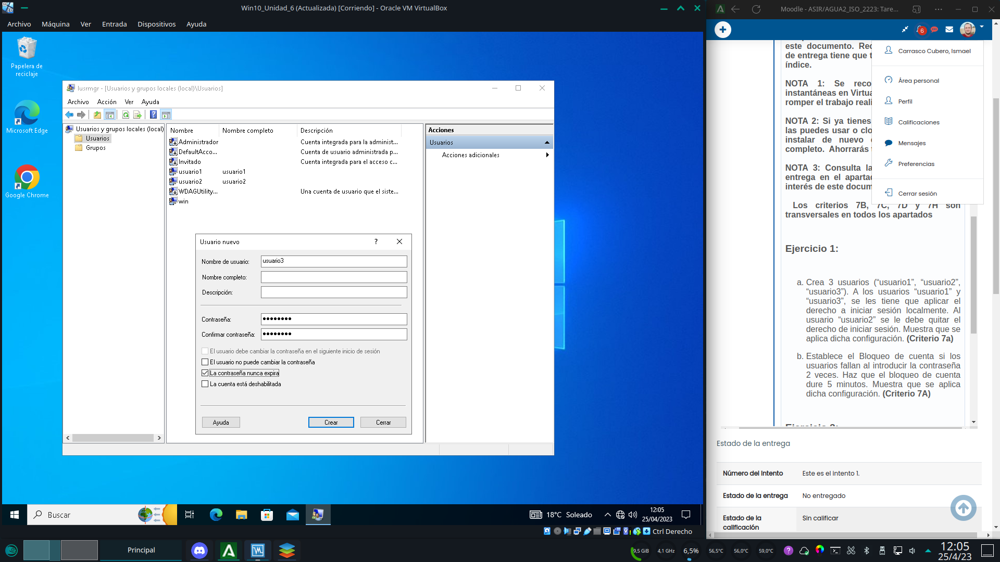 Win10_Unidad_6 (Actualizada) [Corriendo] - Oracle VM VirtualBox
Archivo Máquina Ver Entrada Dispositivos Ayuda
Papelera de
reciclaje
Microsoft Edge
Google Chrome
lusrmgr - [Usuarios y grupos locales (local)\Usuarios]
Archivo Acción Ver Ayuda
Usuarios y grupos locales (local)
Usuarios
Grupos
Nombre Nombre completo Descripción
Administrador Cuenta integrada para la administ...
DefaultAcco... Cuenta de usuario administrada p...
Invitado Cuenta integrada para el acceso c...
usuario1 usuario1
usuario2 usuario2
WDAGUtility... Una cuenta de usuario que el siste...
win
Acciones
Usuarios
Acciones adicionales
Usuario nuevo
?
Nombre de usuario: usuario3
Nombre completo:
Descripción:
Contraseña: ••••••••
Confirmar contraseña: ••••••••
El usuario debe cambiar la contraseña en el siguiente inicio de sesión
El usuario no puede cambiar la contraseña
La contraseña nunca expira
La cuenta está deshabilitada
Ayuda Crear Cerrar
Buscar
18°C Soleado
12:05
25/04/2023
Ctrl Derecho
Moodle - ASIR/AGUA2_ISO_2223: Tare...
6
Carrasco Cubero, Ismael
Área personal
Perfil
Calificaciones
Mensajes
Preferencias
Cerrar sesión
este documento. Rec
de entrega tiene que t
índice.
NOTA 1: Se reco
instantáneas en Virtua
romper el trabajo reali
NOTA 2: Si ya tienes
las puedes usar o clo
instalar de nuevo
completo. Ahorrarás
NOTA 3: Consulta la
entrega en el apartad
interés de este docum
Los criterios 7B, 7C, 7D y 7H son
transversales en todos los apartados
Ejercicio 1:
a. Crea 3 usuarios (“usuario1”, “usuario2”,
“usuario3”). A los usuarios “usuario1” y
“usuario3”, se les tiene que aplicar el
derecho a iniciar sesión localmente. Al
usuario “usuario2” se le debe quitar el
derecho de iniciar sesión. Muestra que se
aplica dicha configuración. (Criterio 7a)
b. Establece el Bloqueo de cuenta si los
usuarios fallan al introducir la contraseña
2 veces. Haz que el bloqueo de cuenta
dure 5 minutos. Muestra que se aplica
dicha configuración. (Criterio 7A)
Ejercicio 2:
Estado de la entrega
Número del intento Este es el intento 1.
Estado de la entrega No entregado
Estado de la
calificación
Sin calificar
Principal
9,5 GiB 4,1 GHz 6,5% 56,5°C 56,0°C 59,0°C
12:05
25/4/23